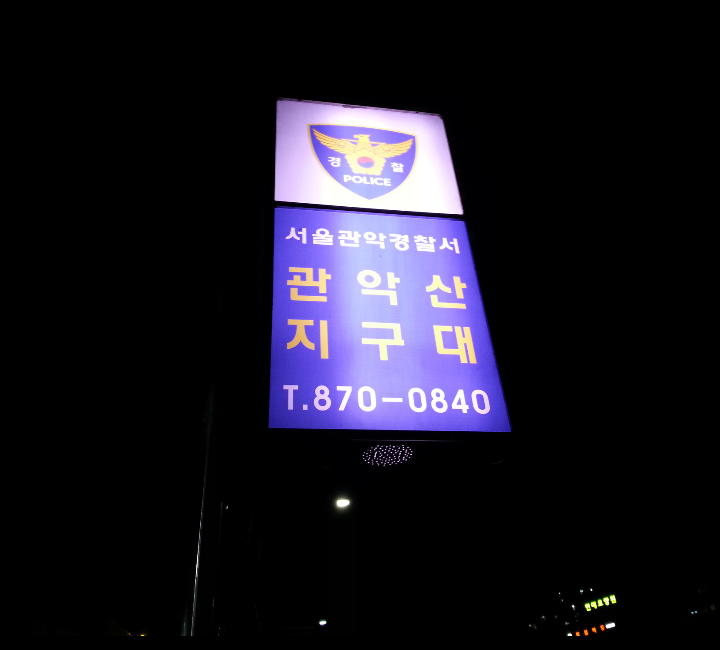 경 찰
POLICE
서울관악경찰서
관 악 산
지 구 대
T.870-0840